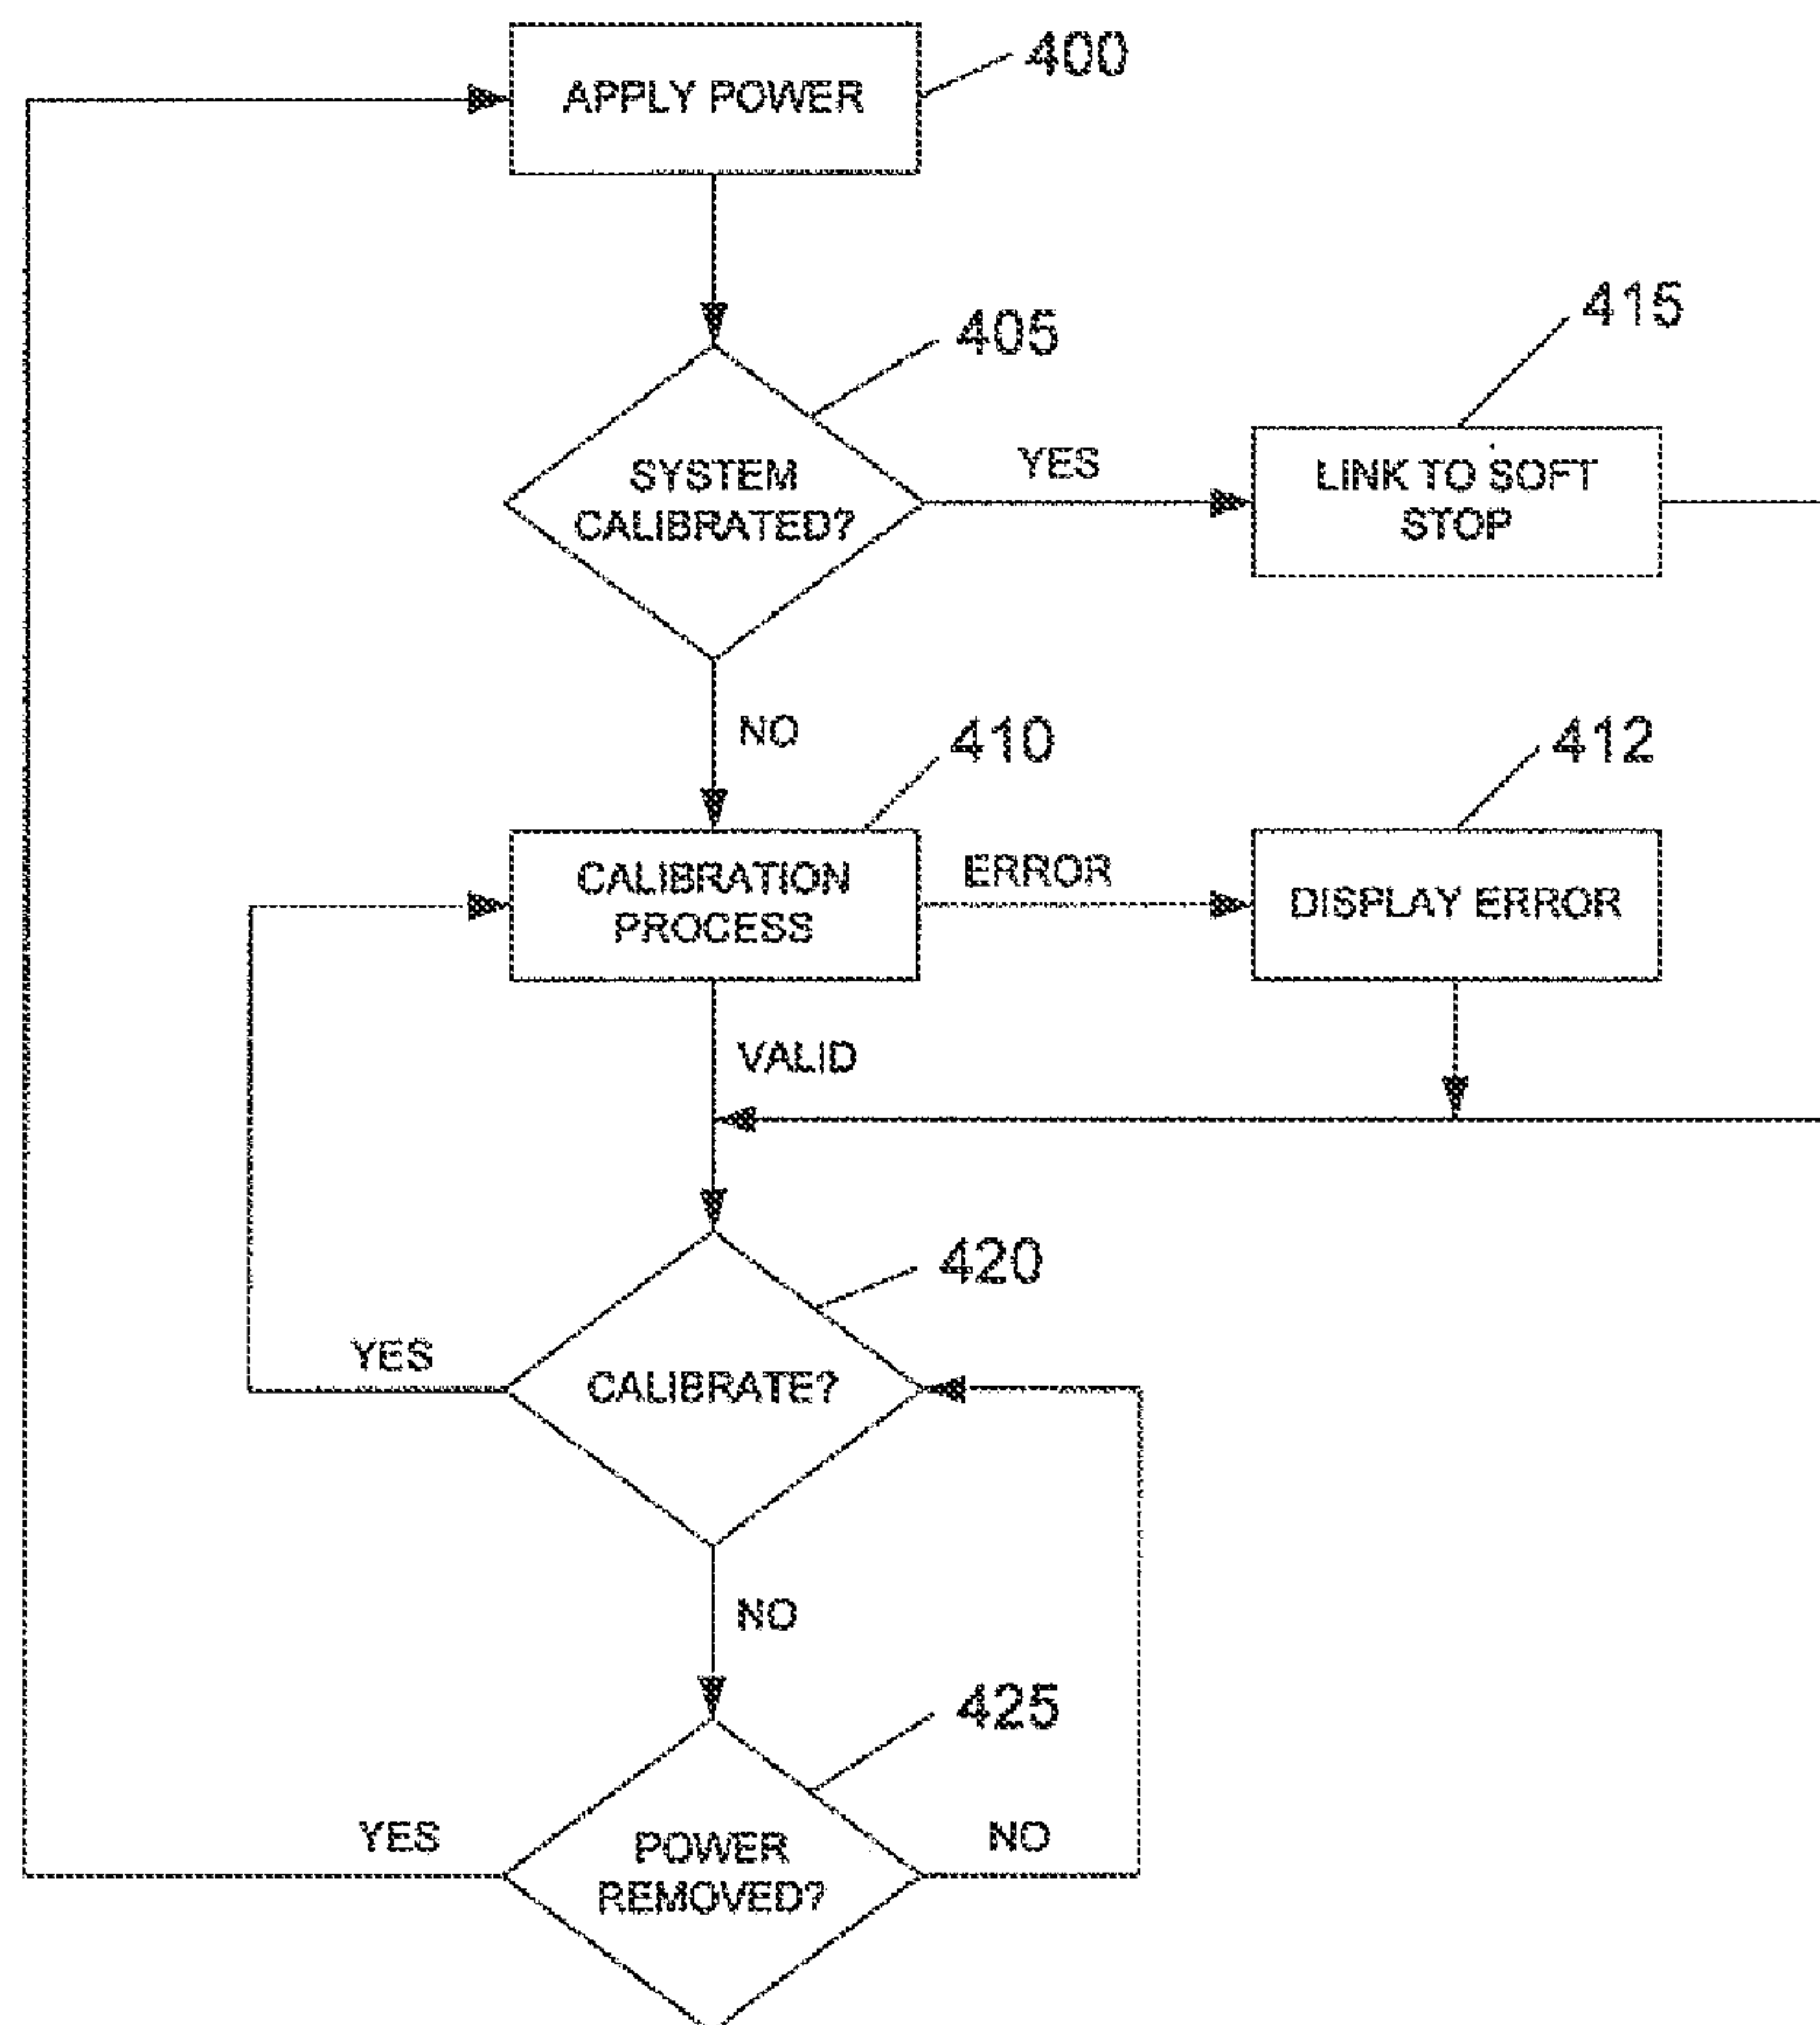 400
APPLY POWER
405
415
SYSTEM
CALIBRATED?
YES
LINK TO SOFT
STOP
NO
410
412
CALIBRATION
PROCESS
ERROR
DISPLAY ERROR
VALID
420
YES
CALIBRATE?
NO
425
YES
POWER
REMOVED?
NO